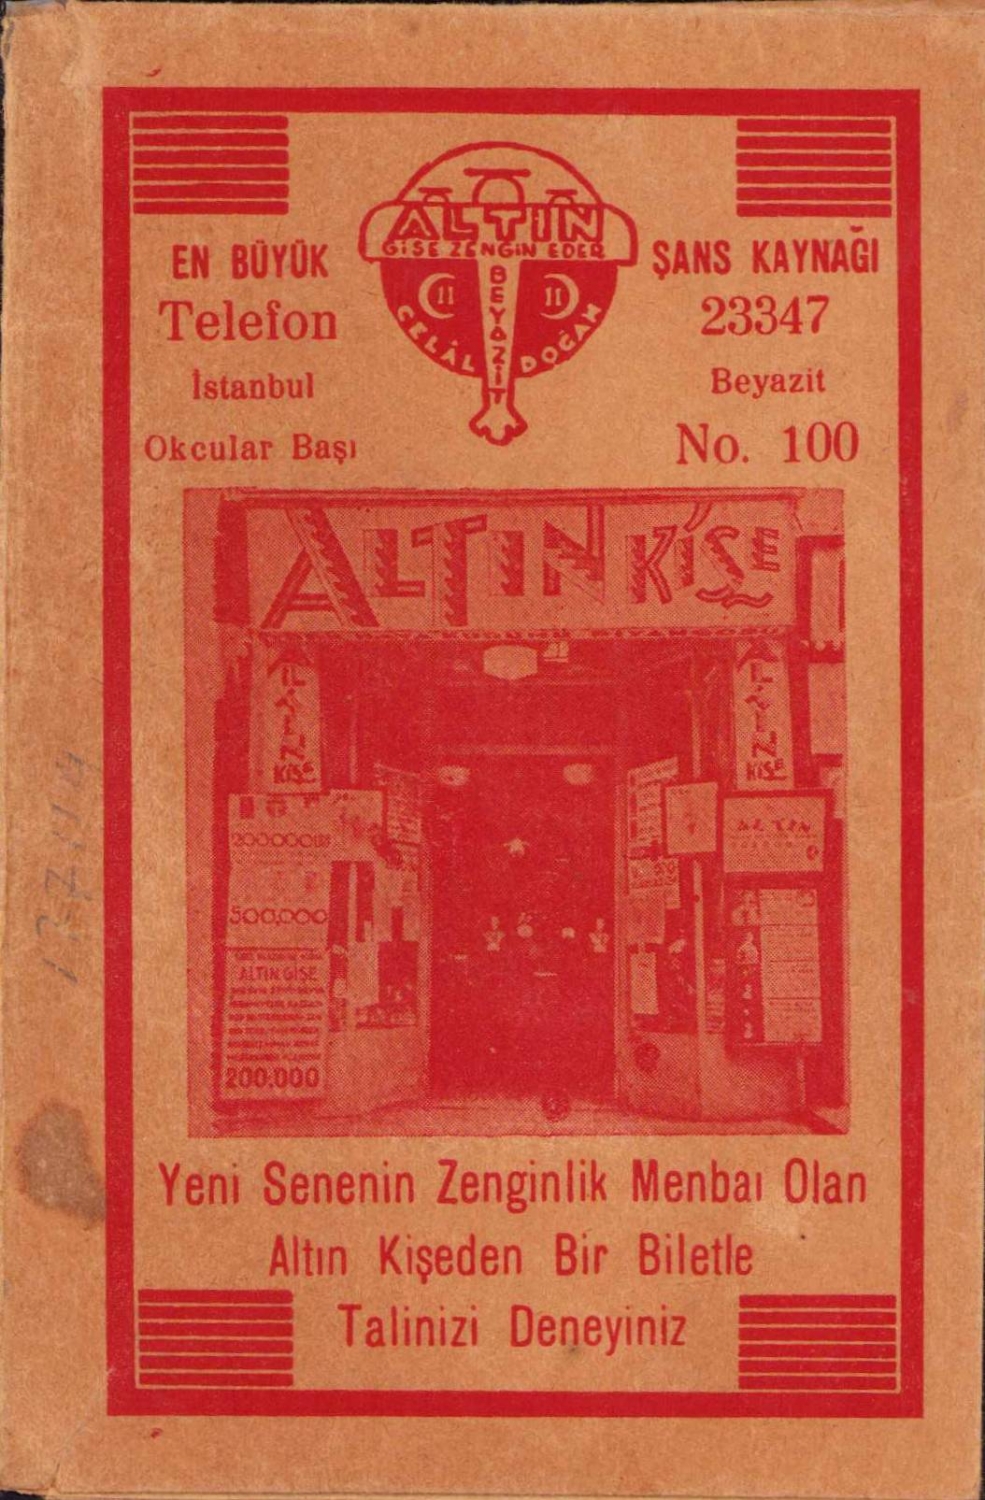 ALTIN
GİŞE ZENGİN EDER
BEYAZIT
11 11
CELÂL DOĞAN
EN BÜYÜK ŞANS KAYNAĞI
Telefon 23347
İstanbul Beyazit
Okcular Başı No. 100
ALTIN KİŞE
ALTIN KİŞE
ALTIN KİŞE
200.000
500,000
ALTIN GİŞE
200.000
ALTIN
Yeni Senenin Zenginlik Menbaı Olan
Altın Kişeden Bir Biletle
Talinizi Deneyiniz